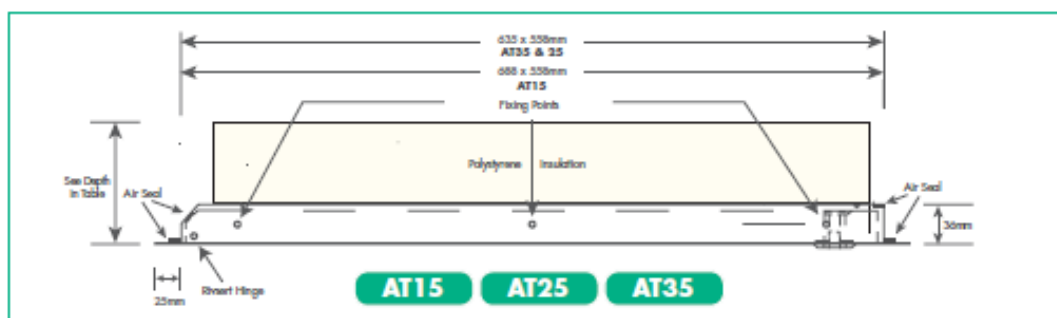 635 x 558mm
AT35 & 25
688 x 558mm
AT15
Fixing Points
See Depth
in Table
Air Seal
Polystyrene Insulation
Air Seal
36mm
25mm
Rivsert Hinge
AT15 AT25 AT35